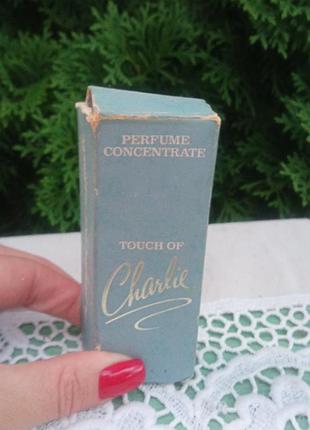 PERFUME
CONCENTRATE
TOUCH OF
Charlie